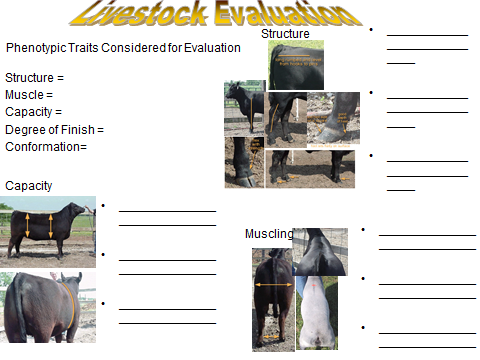 Livestock Evaluation
Phenotypic Traits Considered for Evaluation
Structure =
Muscle =
Capacity =
Degree of Finish =
Conformation=
Structure
Capacity
Muscling